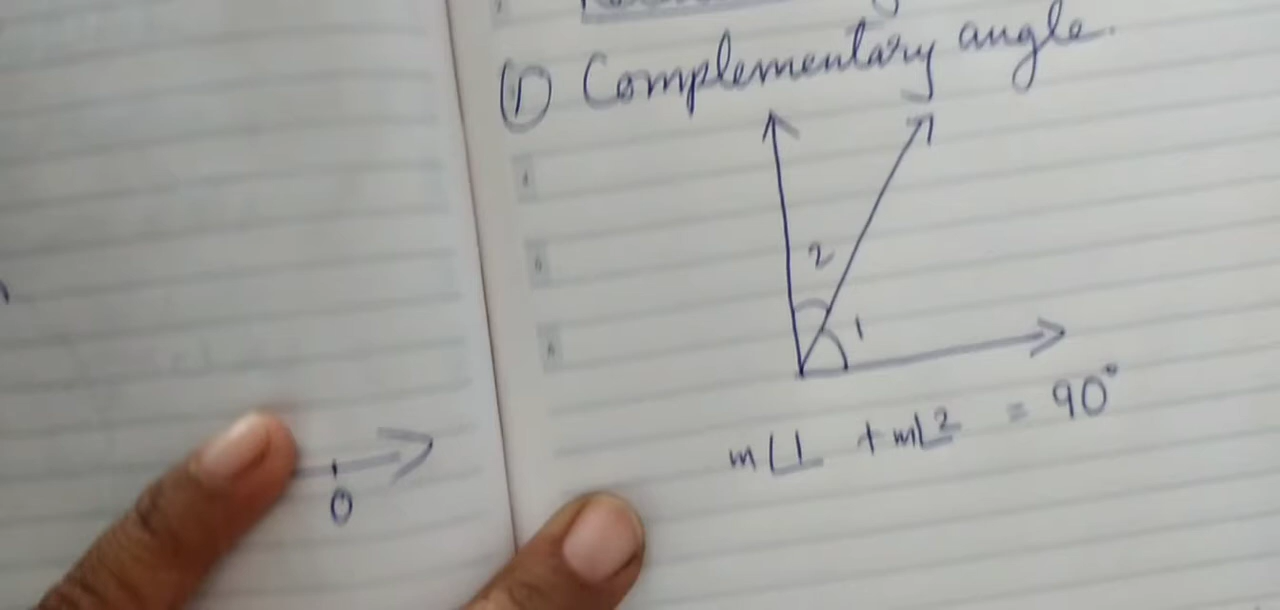 ① Complementary angle.
2
1
m∠1 + m∠2 = 90°
0